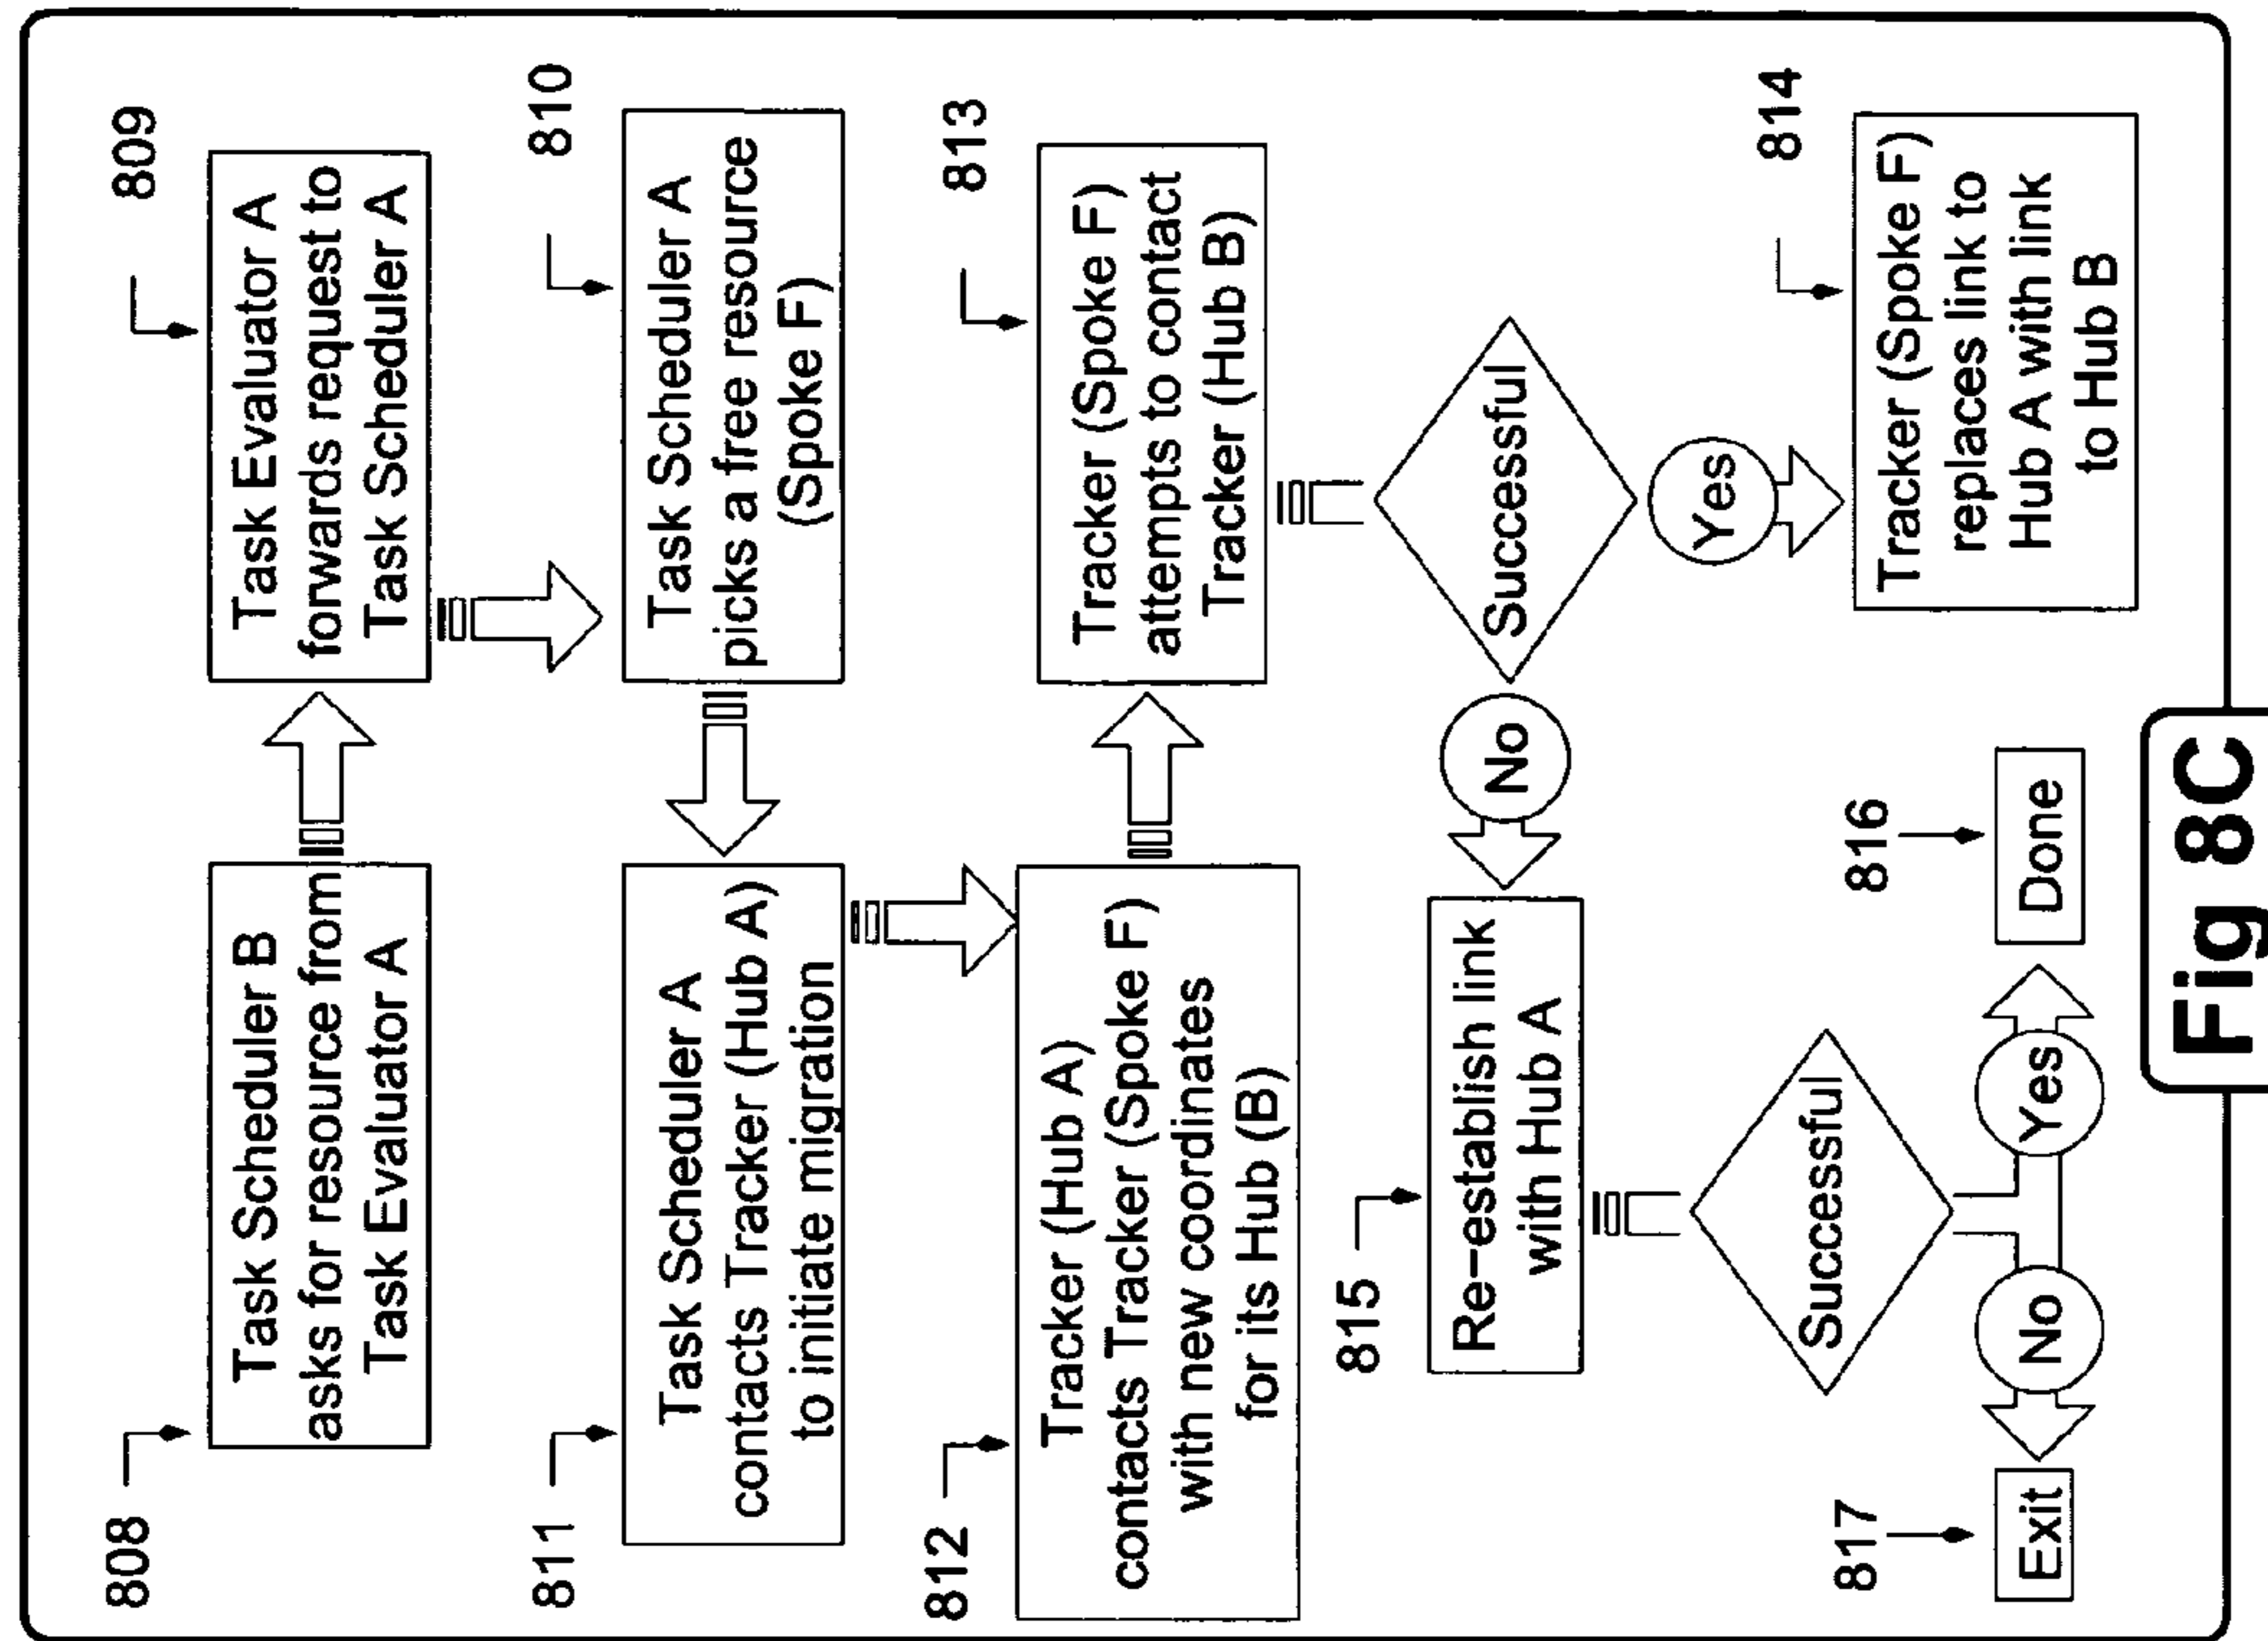 808
Task Scheduler B
asks for resource from
Task Evaluator A
809
Task Evaluator A
forwards request to
Task Scheduler A
810
Task Scheduler A
picks a free resource
(Spoke F)
811
Task Scheduler A
contacts Tracker (Hub A)
to initiate migration
812
Tracker (Hub A)
contacts Tracker (Spoke F)
with new coordinates
for its Hub (B)
813
Tracker (Spoke F)
attempts to contact
Tracker (Hub B)
Successful
Yes
814
Tracker (Spoke F)
replaces link to
Hub A with link
to Hub B
No
815
Re-establish link
with Hub A
Successful
Yes
816
Done
No
817
Exit
Fig 8C